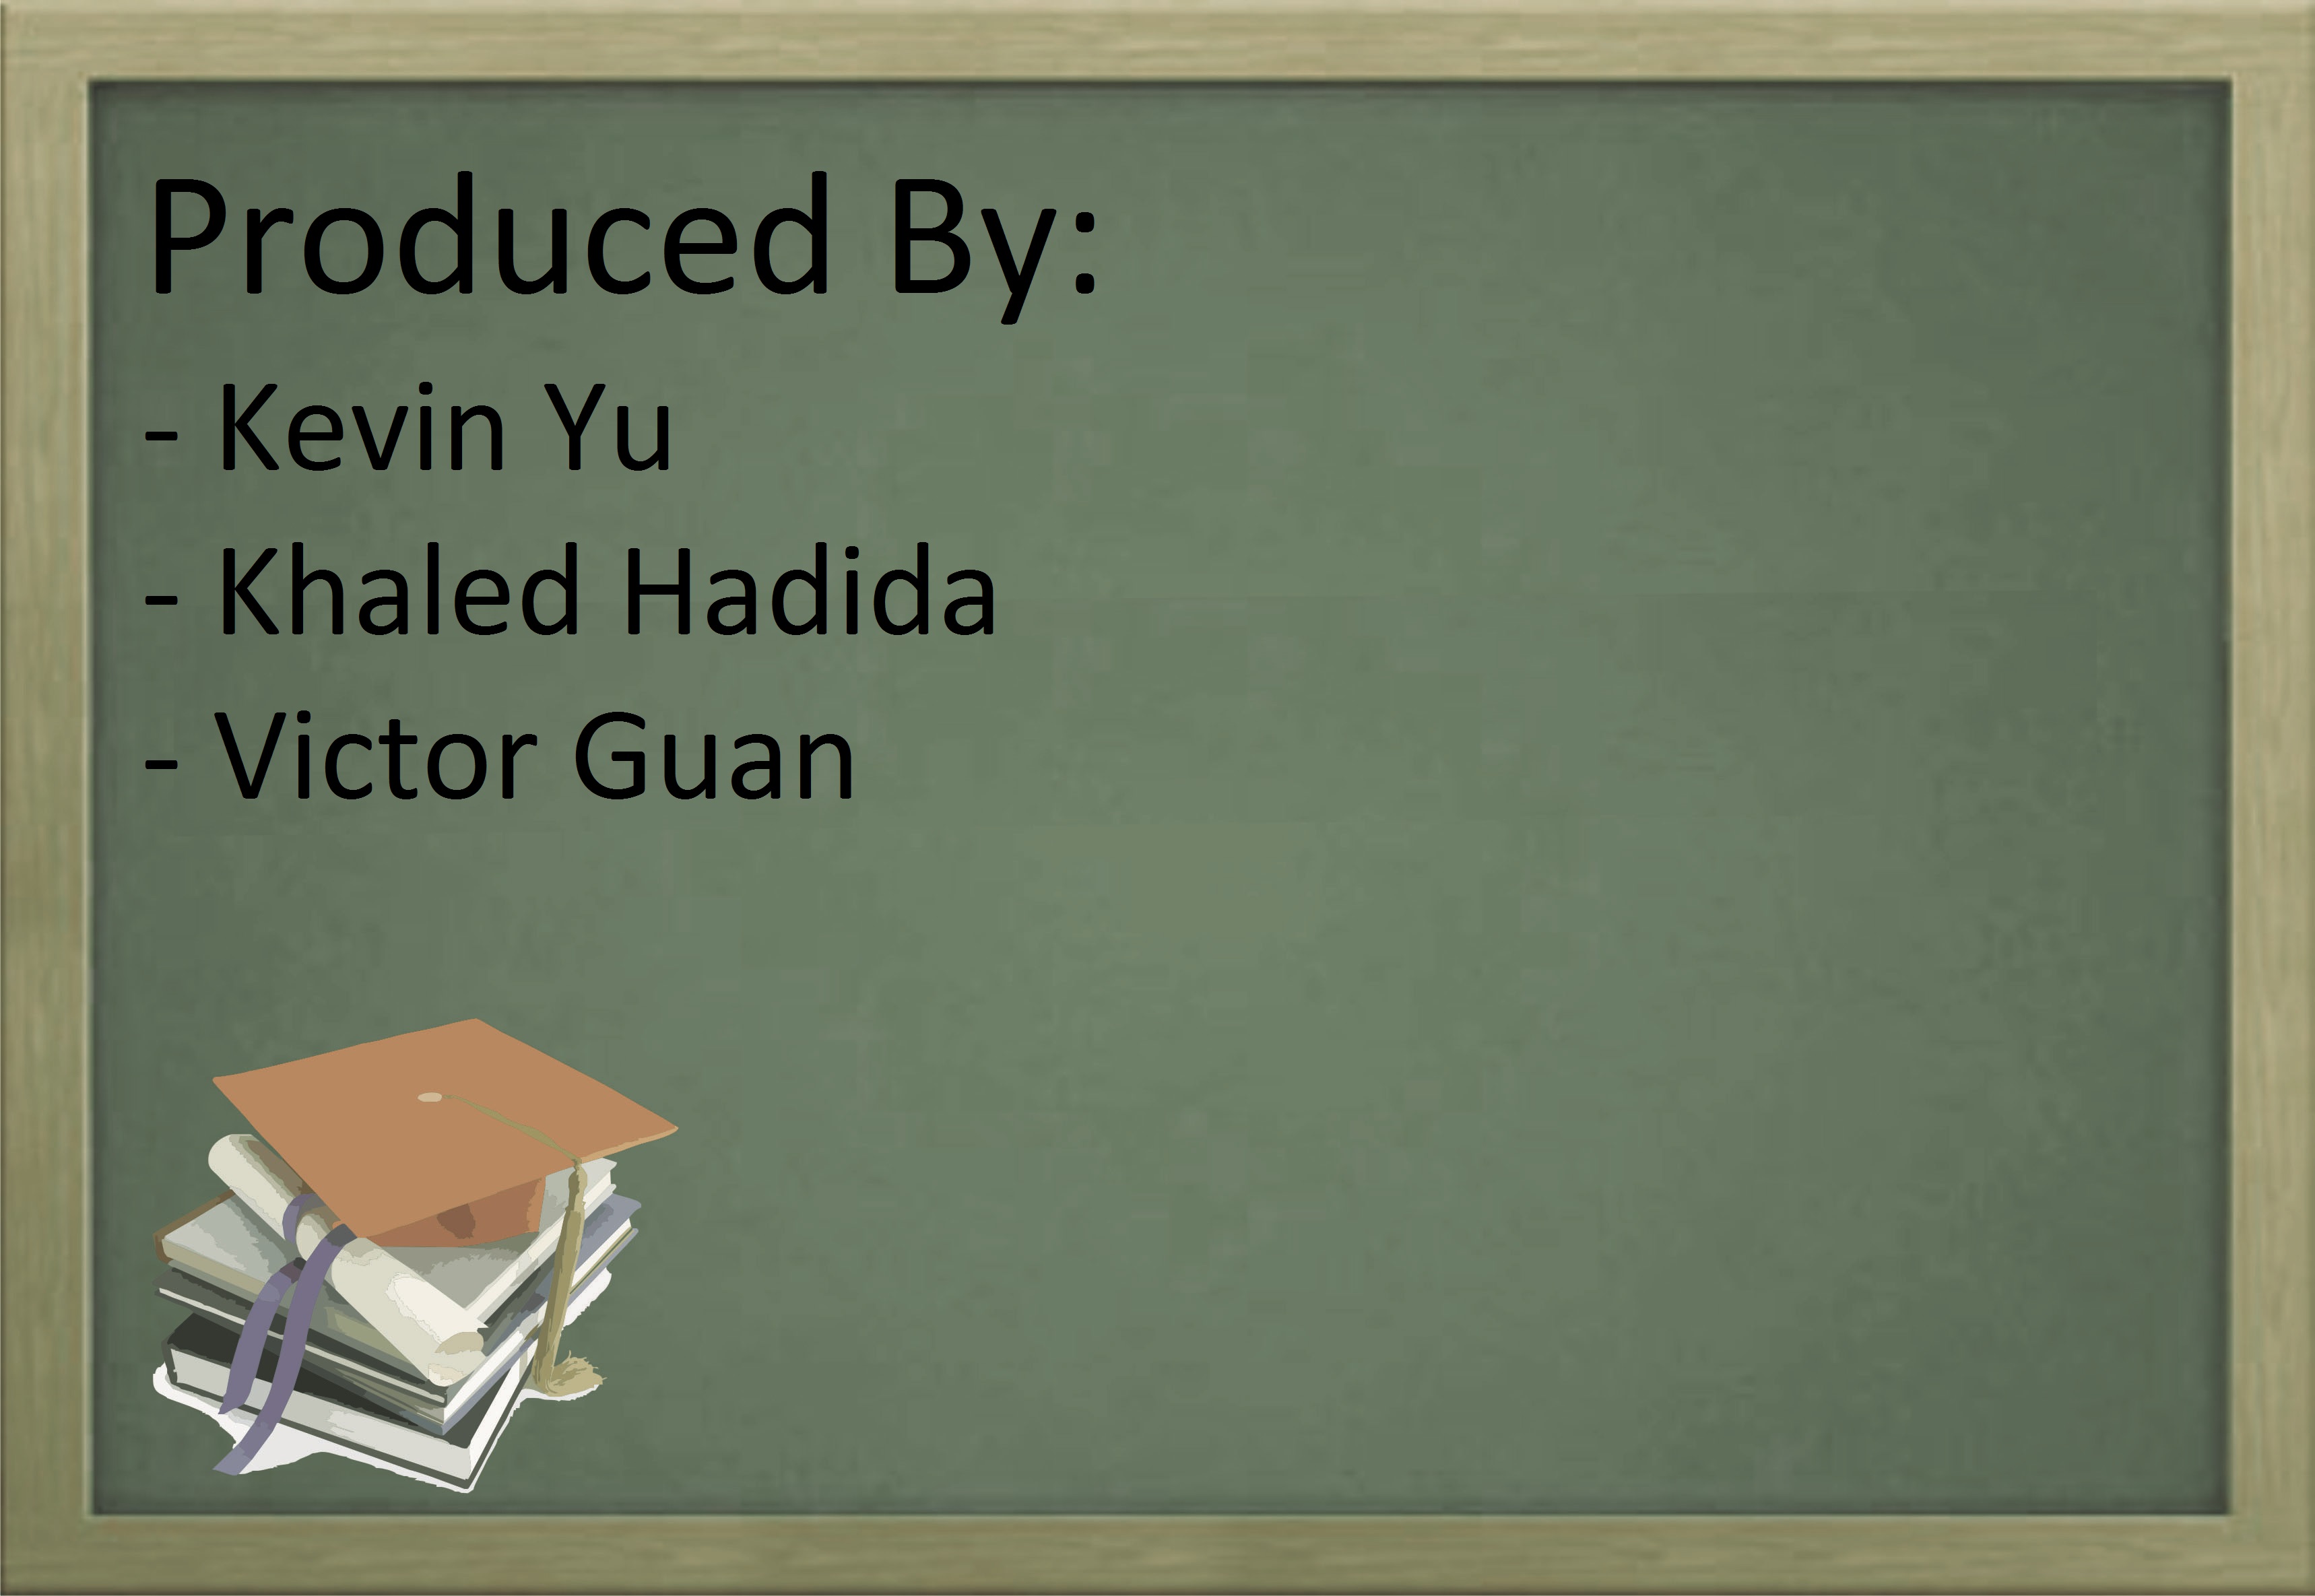 Produced By:
- Kevin Yu
- Khaled Hadida
- Victor Guan